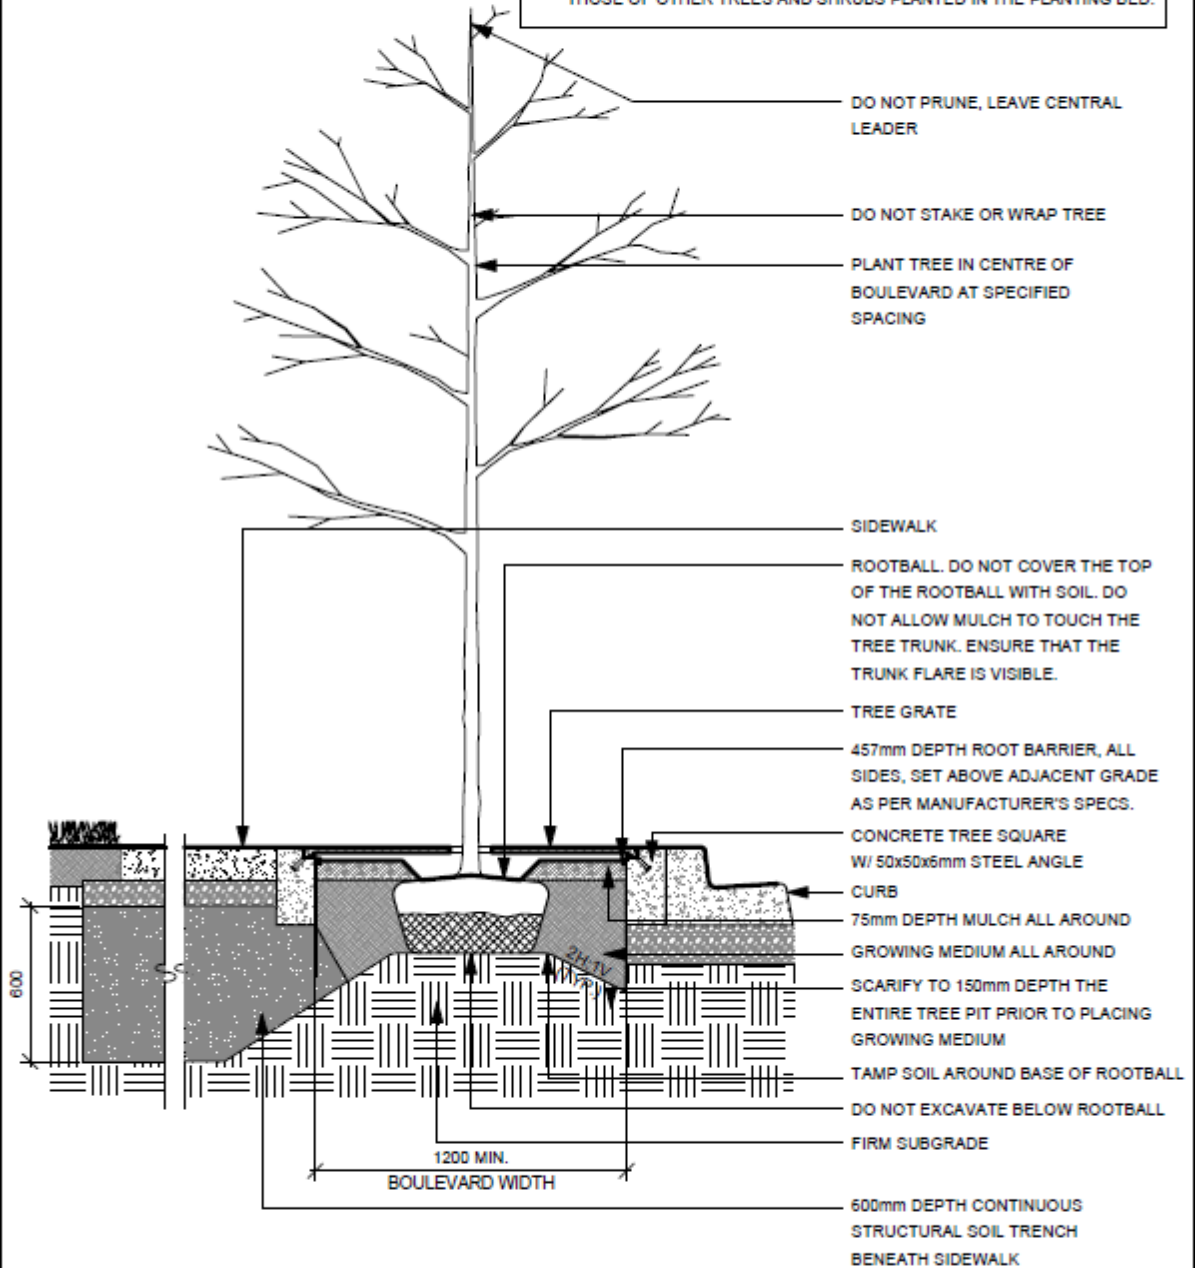 THOSE OF OTHER TREES AND SHRUBS PLANTED IN THE PLANTING BED.
DO NOT PRUNE, LEAVE CENTRAL
LEADER
DO NOT STAKE OR WRAP TREE
PLANT TREE IN CENTRE OF
BOULEVARD AT SPECIFIED
SPACING
SIDEWALK
ROOTBALL. DO NOT COVER THE TOP
OF THE ROOTBALL WITH SOIL. DO
NOT ALLOW MULCH TO TOUCH THE
TREE TRUNK. ENSURE THAT THE
TRUNK FLARE IS VISIBLE.
TREE GRATE
457mm DEPTH ROOT BARRIER, ALL
SIDES, SET ABOVE ADJACENT GRADE
AS PER MANUFACTURER'S SPECS.
CONCRETE TREE SQUARE
W/ 50x50x6mm STEEL ANGLE
CURB
75mm DEPTH MULCH ALL AROUND
GROWING MEDIUM ALL AROUND
2H:1V
(TYP.)
SCARIFY TO 150mm DEPTH THE
ENTIRE TREE PIT PRIOR TO PLACING
GROWING MEDIUM
600
TAMP SOIL AROUND BASE OF ROOTBALL
DO NOT EXCAVATE BELOW ROOTBALL
FIRM SUBGRADE
1200 MIN.
BOULEVARD WIDTH
600mm DEPTH CONTINUOUS
STRUCTURAL SOIL TRENCH
BENEATH SIDEWALK